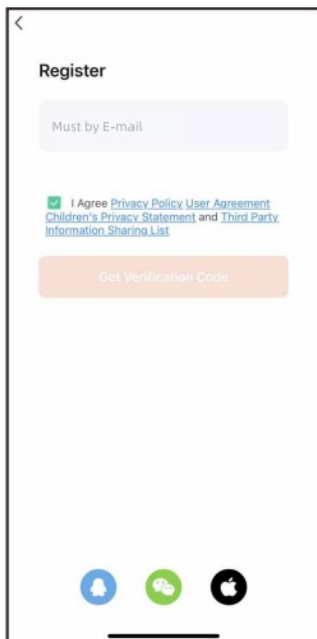 Register
Must by E-mail
I Agree Privacy Policy User Agreement
Children's Privacy Statement and Third Party
Information Sharing List
Get Verification Code